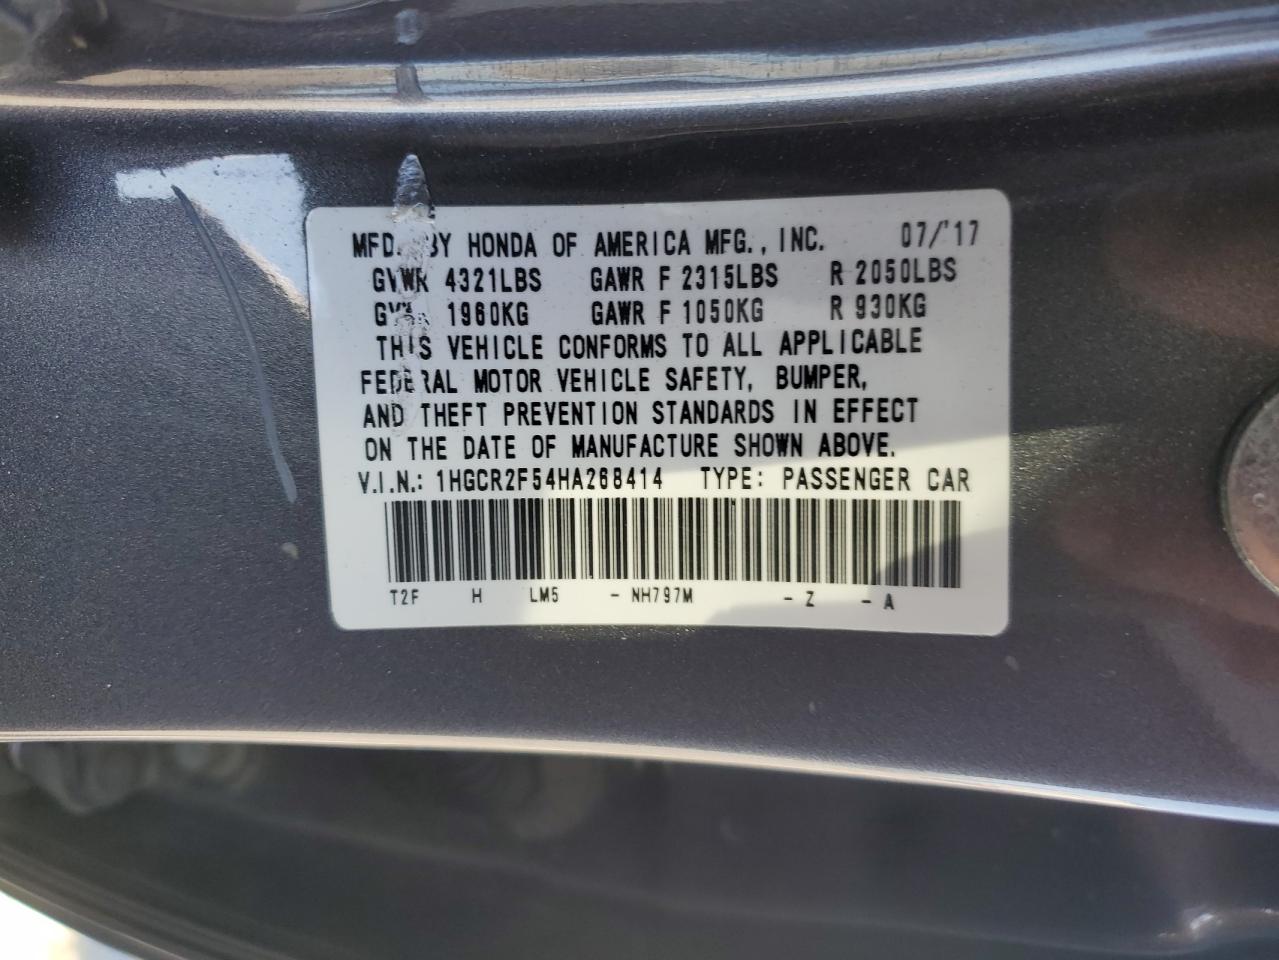 MFD. BY HONDA OF AMERICA MFG., INC. 07/'17
GVWR 4321LBS GAWR F 2315LBS R 2050LBS
GVWR 1960KG GAWR F 1050KG R 930KG
THIS VEHICLE CONFORMS TO ALL APPLICABLE
FEDERAL MOTOR VEHICLE SAFETY, BUMPER,
AND THEFT PREVENTION STANDARDS IN EFFECT
ON THE DATE OF MANUFACTURE SHOWN ABOVE.
V.I.N.: 1HGCR2F54HA268414 TYPE: PASSENGER CAR
T2F H LM5 - NH797M - Z - A